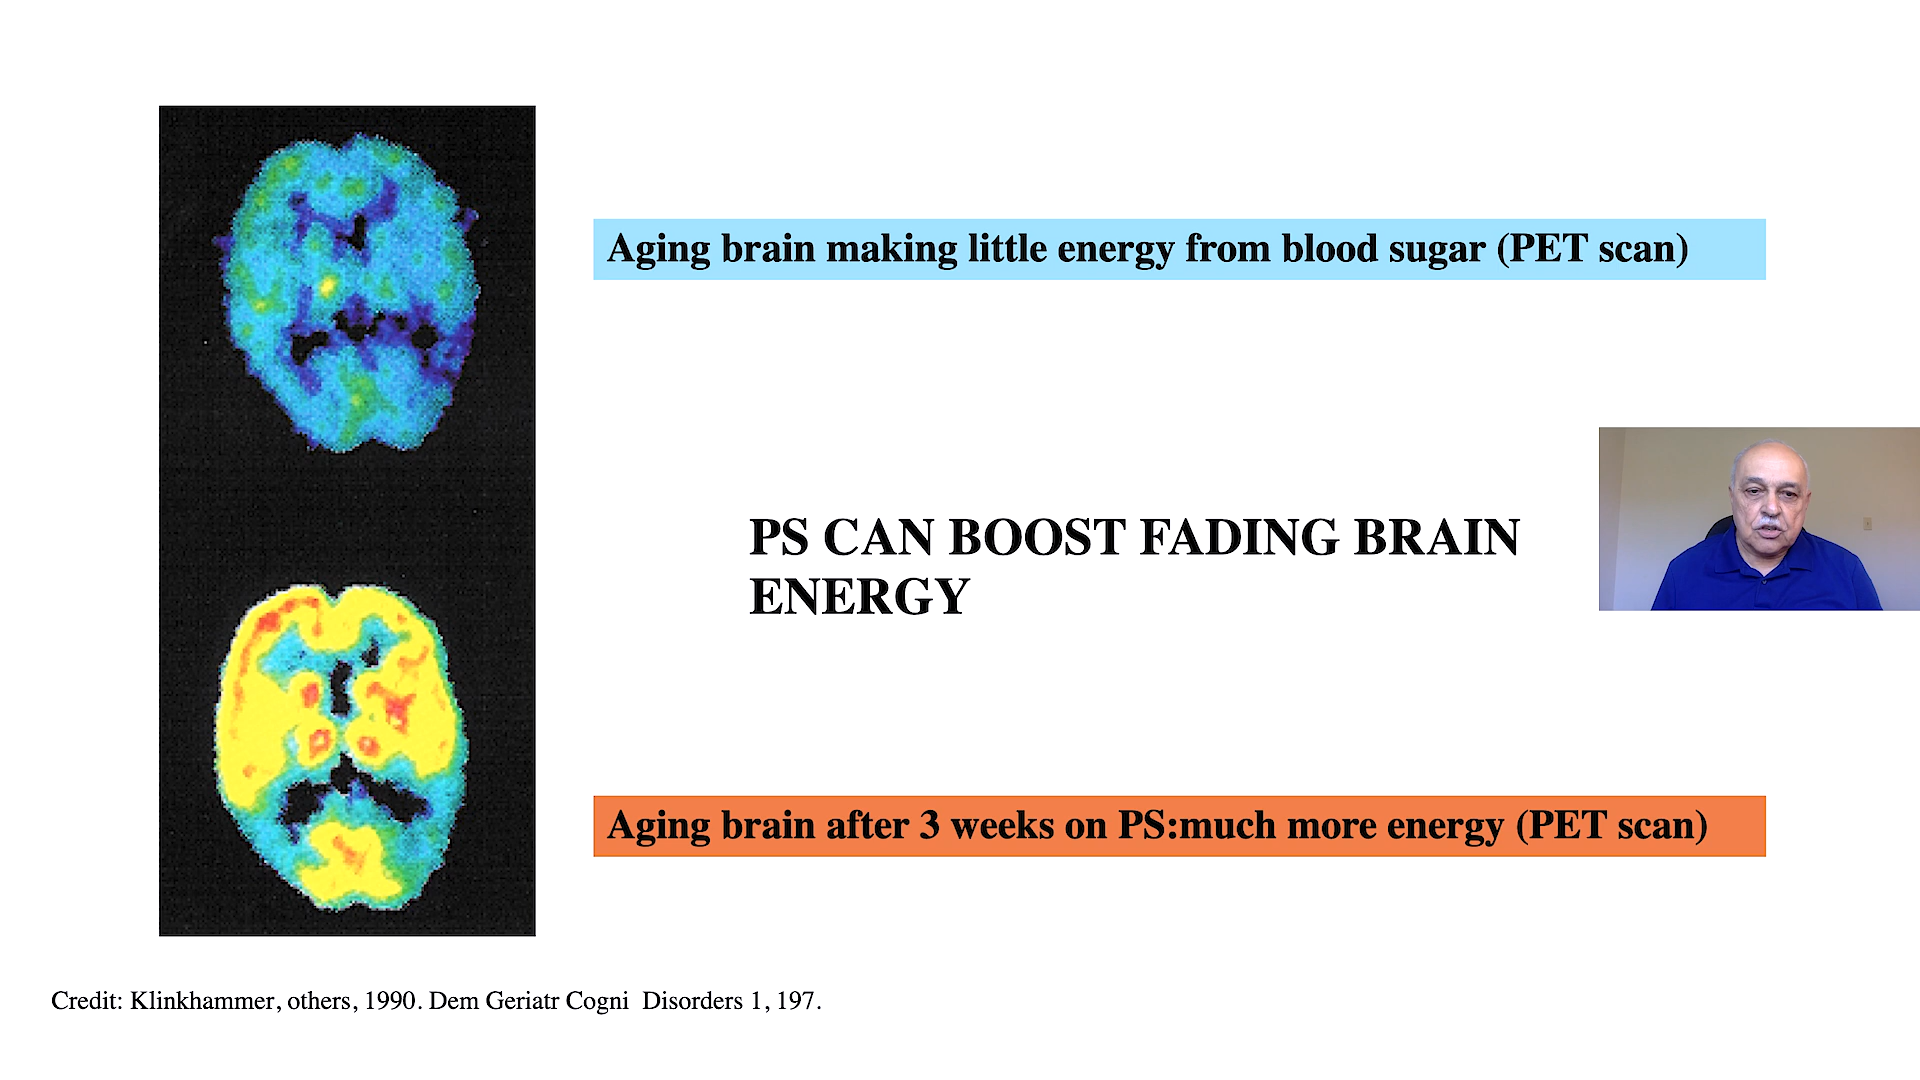 Aging brain making little energy from blood sugar (PET scan)
PS CAN BOOST FADING BRAIN
ENERGY
Aging brain after 3 weeks on PS:much more energy (PET scan)
Credit: Klinkhammer, others, 1990. Dem Geriatr Cogni  Disorders 1, 197.